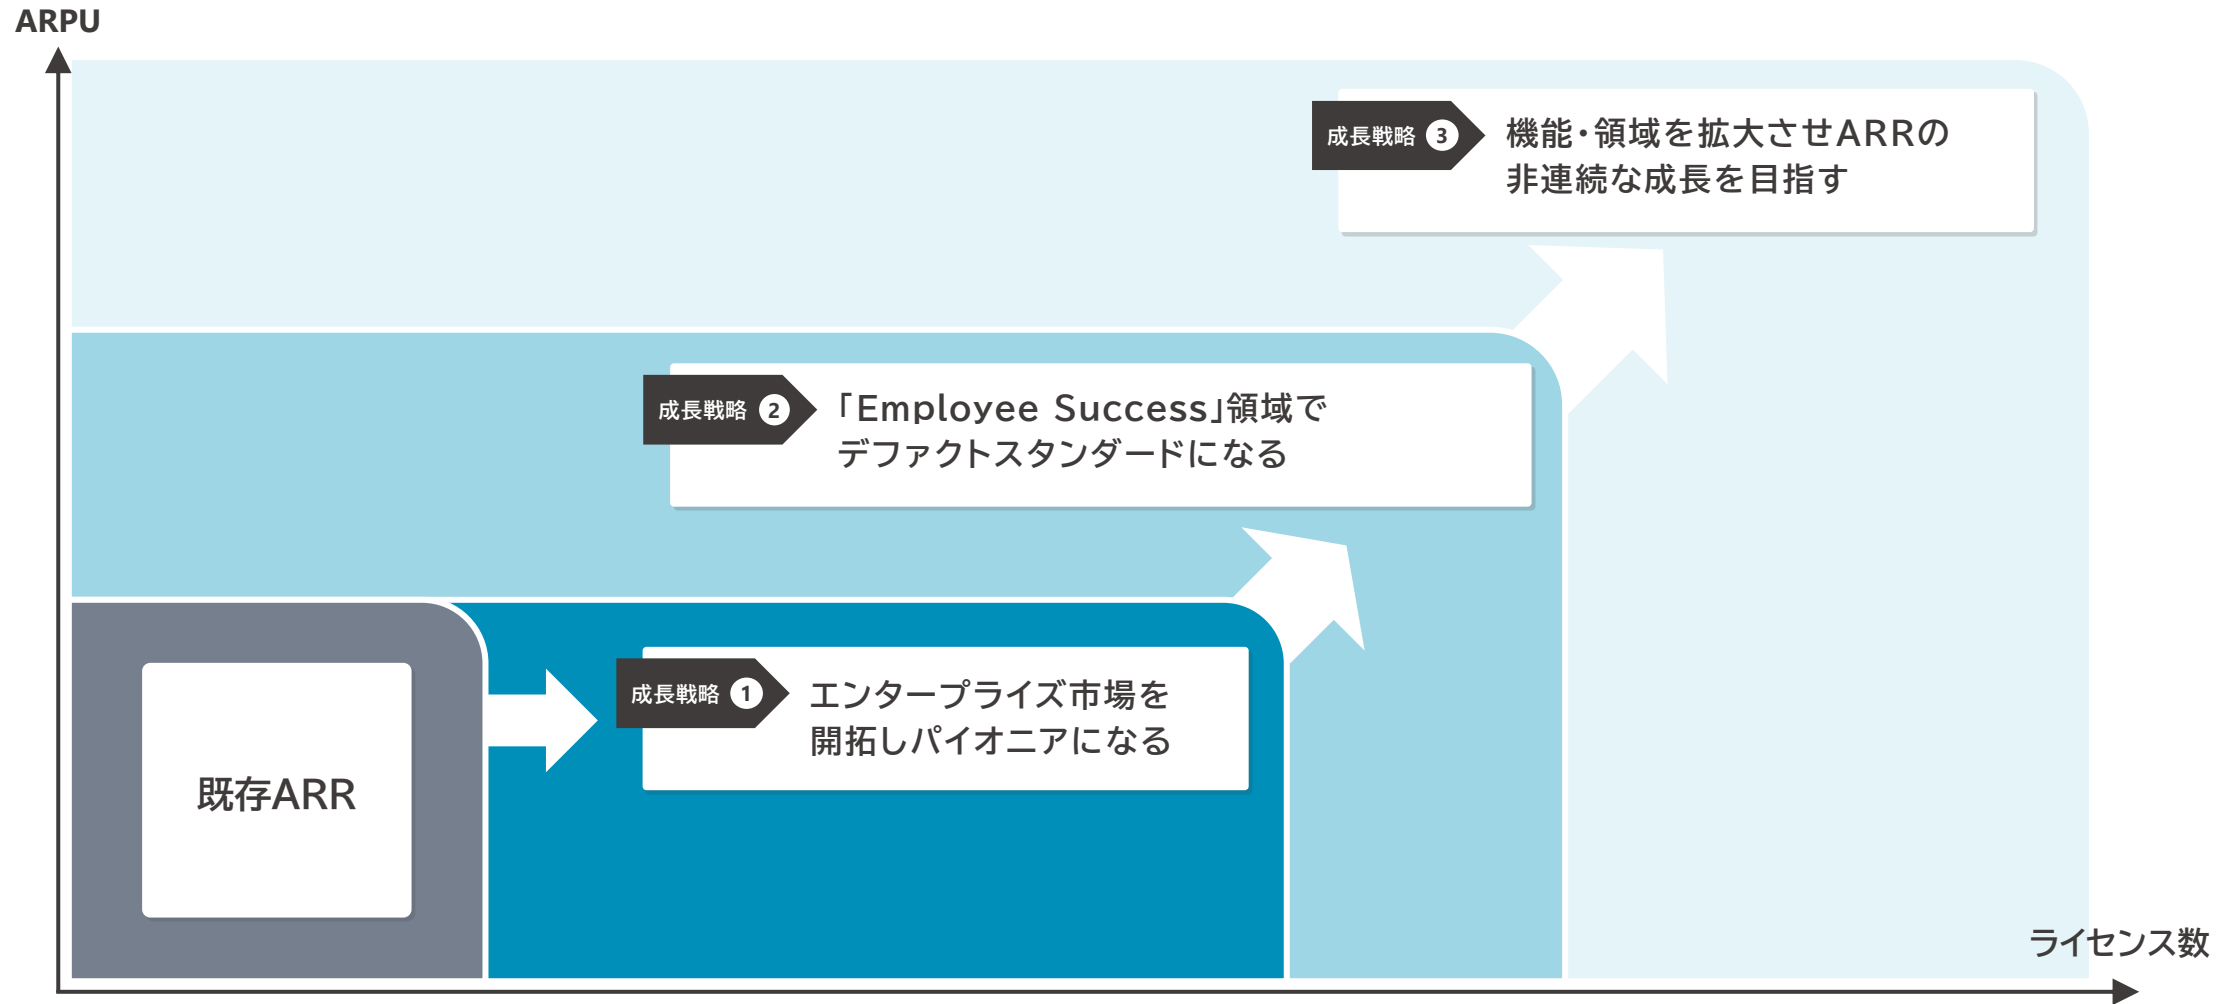 ARPU
成長戦略 3
機能・領域を拡大させARRの
非連続な成長を目指す
成長戦略 2
「Employee Success」領域で
デファクトスタンダードになる
成長戦略 1
エンタープライズ市場を
開拓しパイオニアになる
既存ARR
ライセンス数